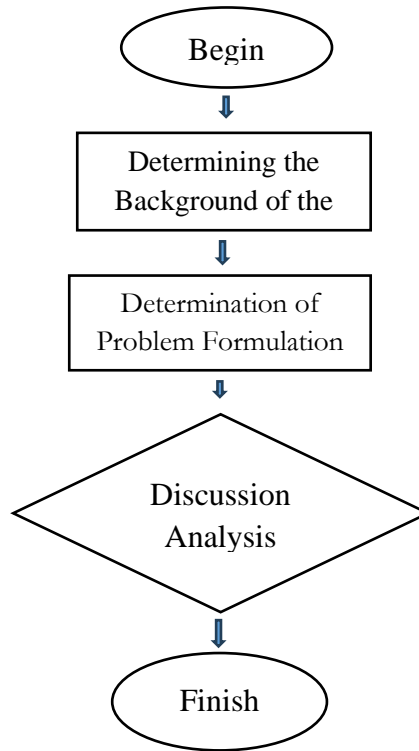 Begin
Determining the
Background of the
Determination of
Problem Formulation
Discussion
Analysis
Finish